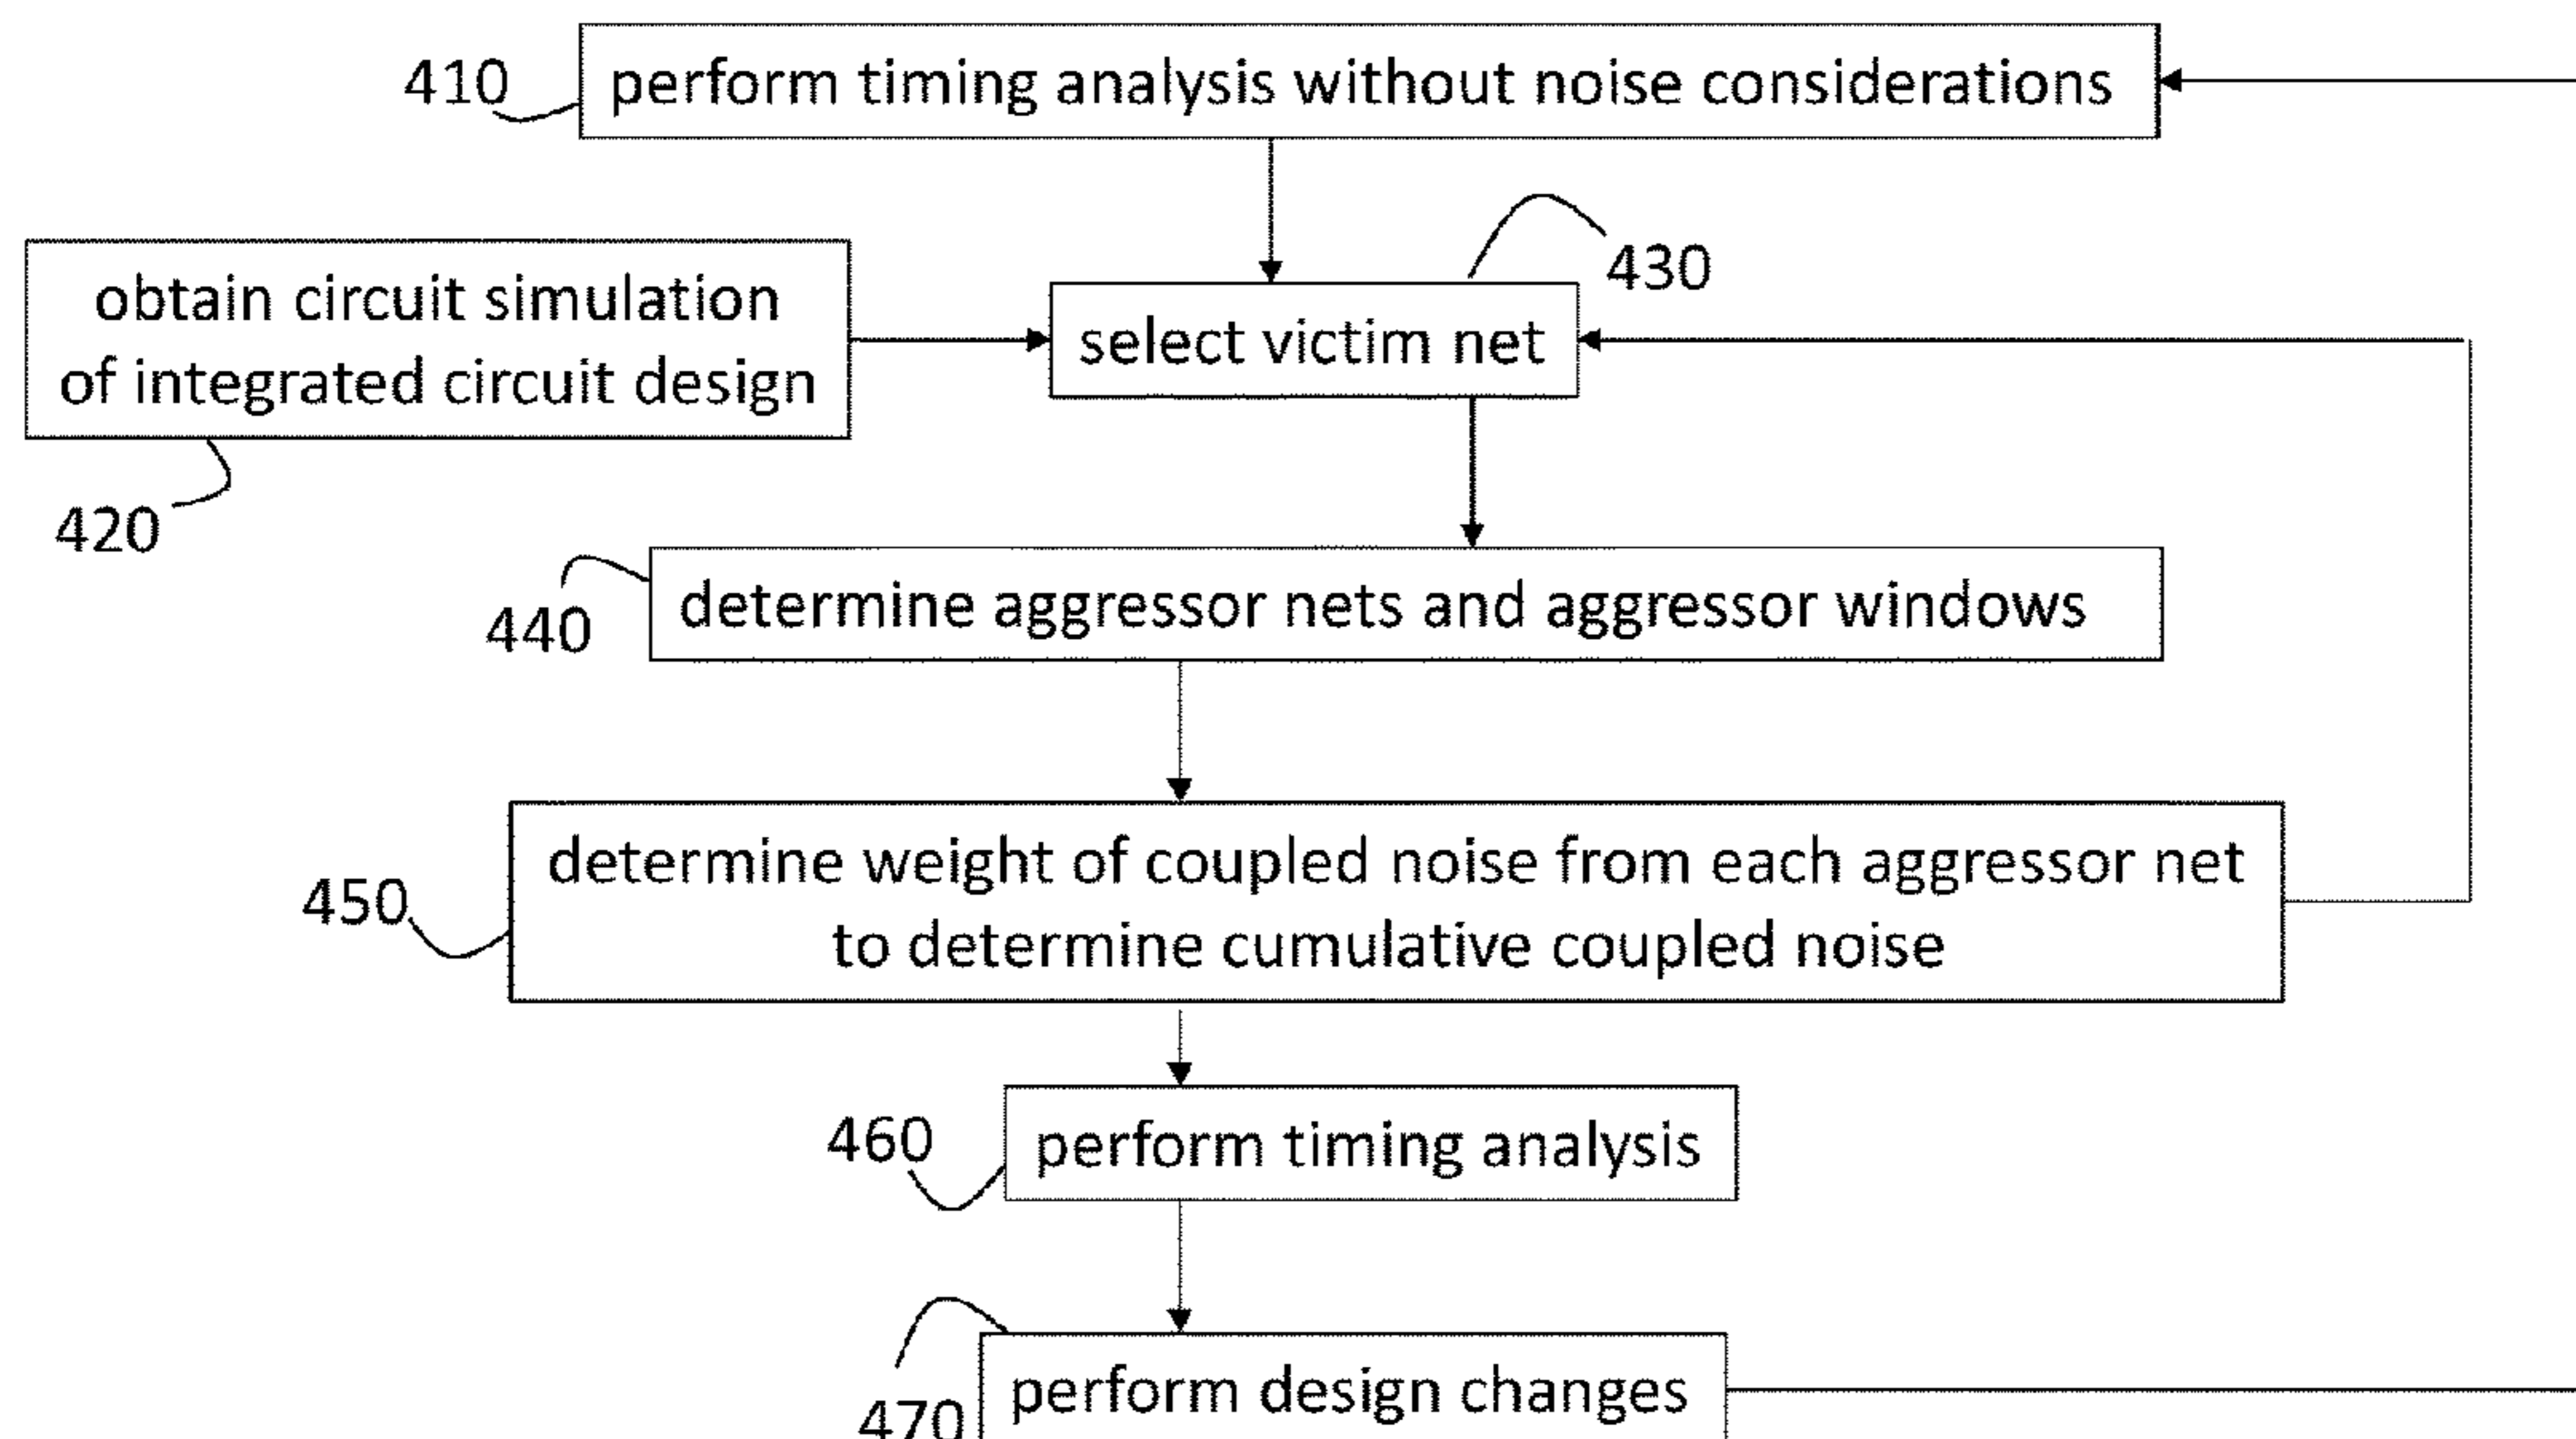 410
perform timing analysis without noise considerations
430
obtain circuit simulation
of integrated circuit design
select victim net
420
440
determine aggressor nets and aggressor windows
450
determine weight of coupled noise from each aggressor net
to determine cumulative coupled noise
460
perform timing analysis
470
perform design changes